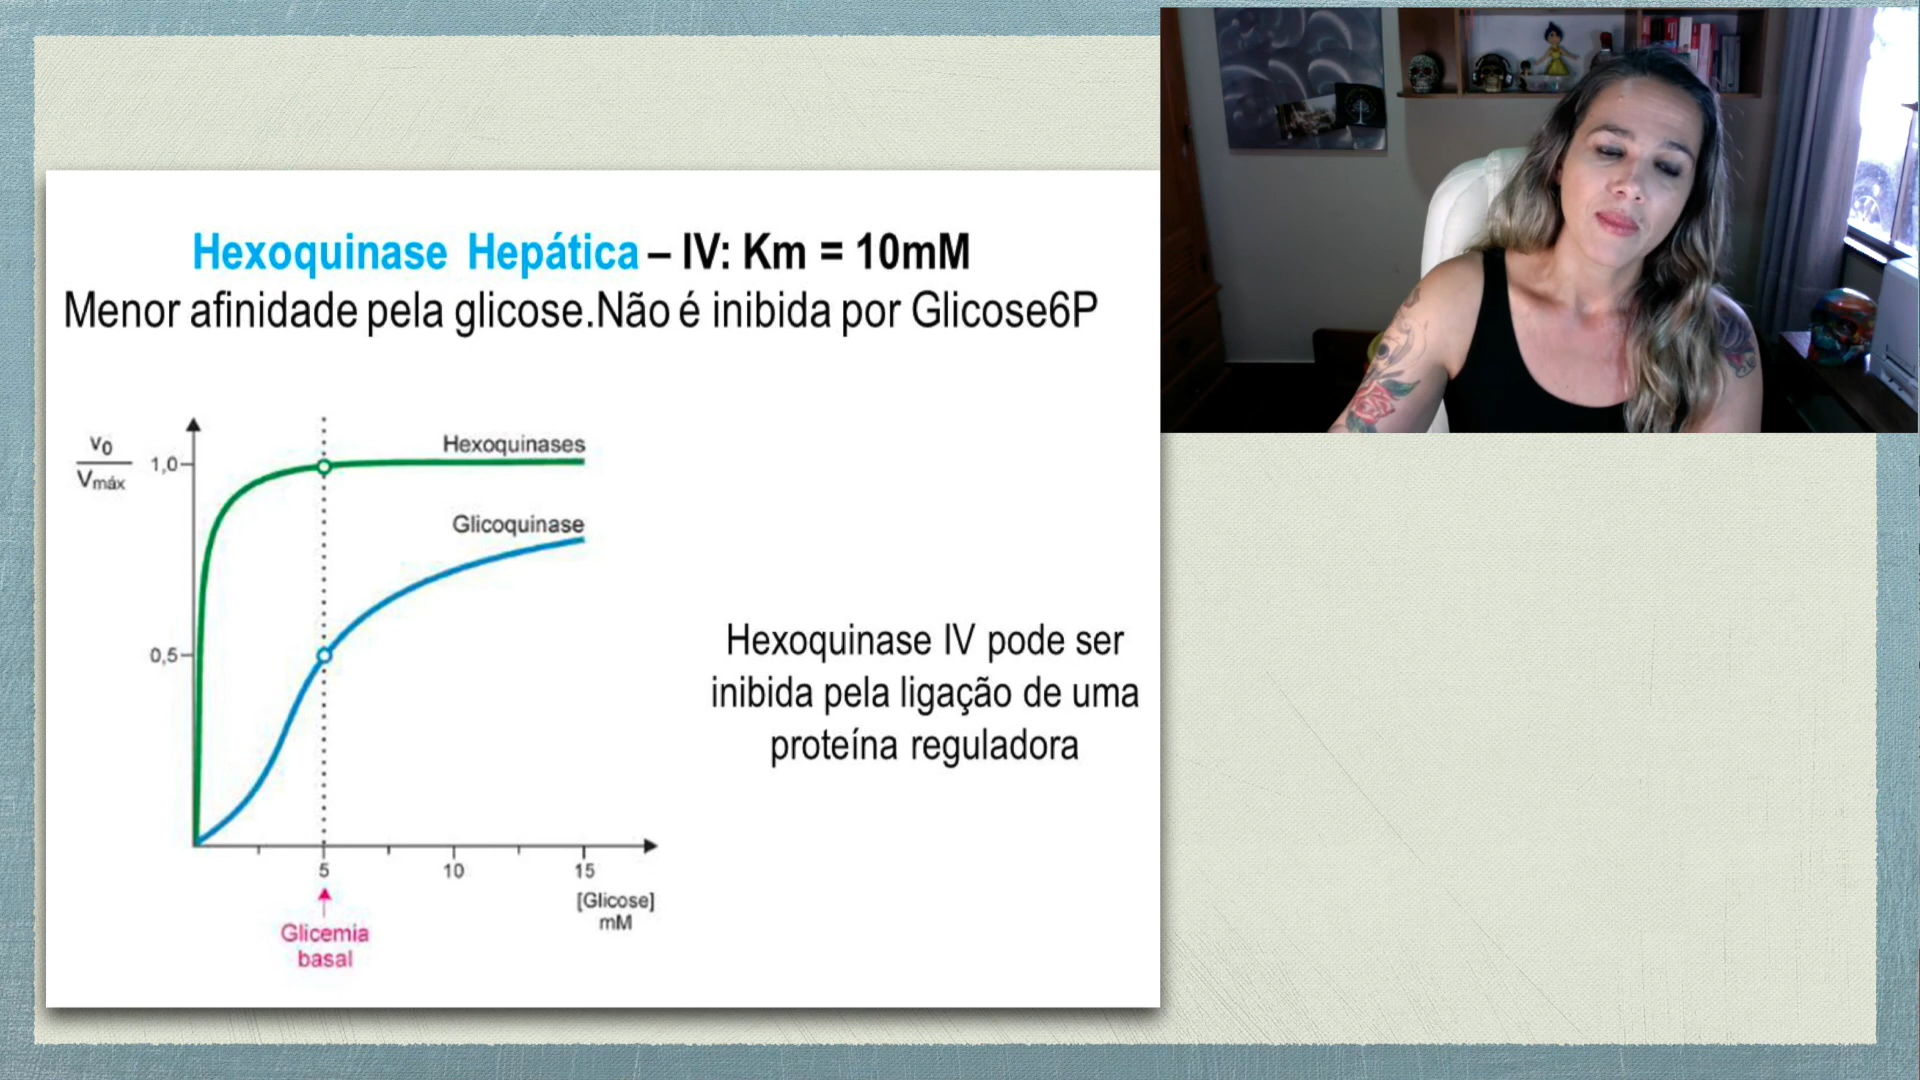 Hexoquinase Hepática – IV: Km = 10mM
Menor afinidade pela glicose.Não é inibida por Glicose6P
v0
Vmáx
1,0
0,5
Hexoquinases
Glicoquinase
5
10
15
[Glicose]
mM
Glicemia
basal
Hexoquinase IV pode ser
inibida pela ligação de uma
proteína reguladora